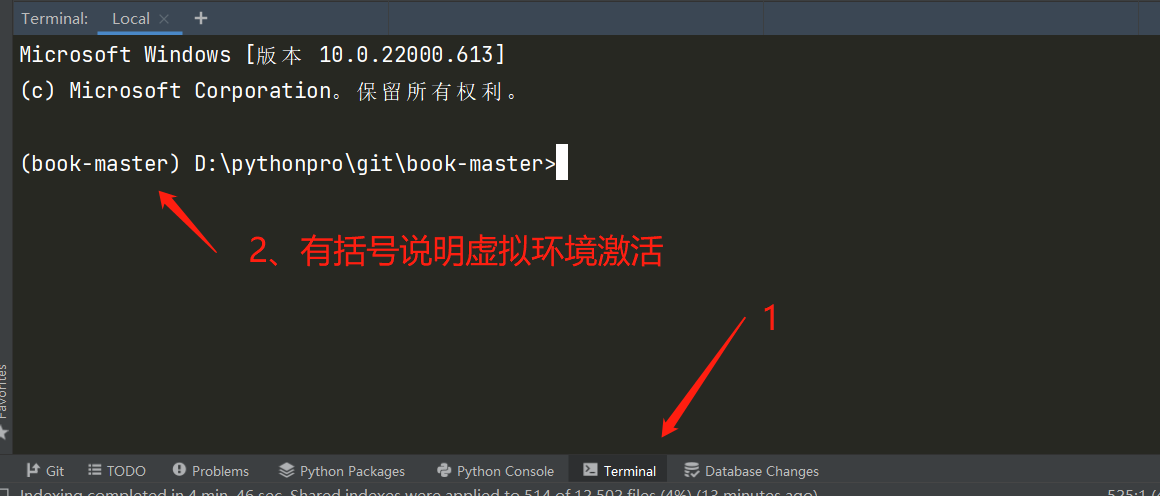 Terminal: Local × +
Microsoft Windows [版本 10.0.22000.613]
(c) Microsoft Corporation。保留所有权利。
(book-master) D:\pythonpro\git\book-master>
2、有括号说明虚拟环境激活
1
Favorites
Git TODO Problems Python Packages Python Console Terminal Database Changes
Indexing completed in 4 min, 46 sec. Shared indexes were applied to 514 of 12,502 files (4%) (13 minutes ago) 525:1